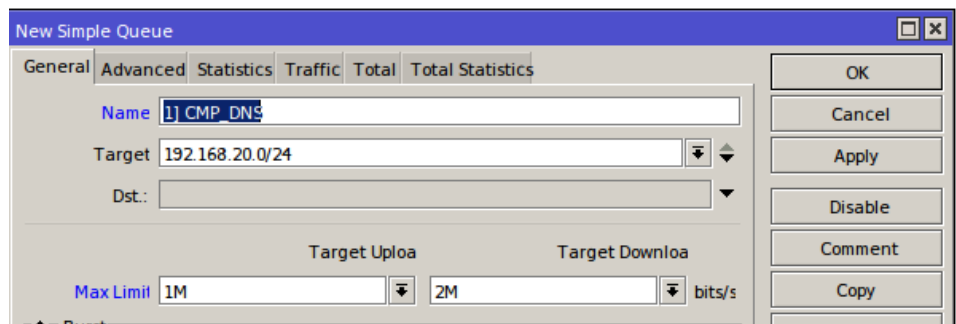 New Simple Queue
General Advanced Statistics Traffic Total Total Statistics
OK
Name 1] CMP_DNS
Cancel
Target 192.168.20.0/24
Apply
Dst.:
Disable
Target Uploa Target Downloa
Comment
Max Limit 1M 2M bits/s
Copy